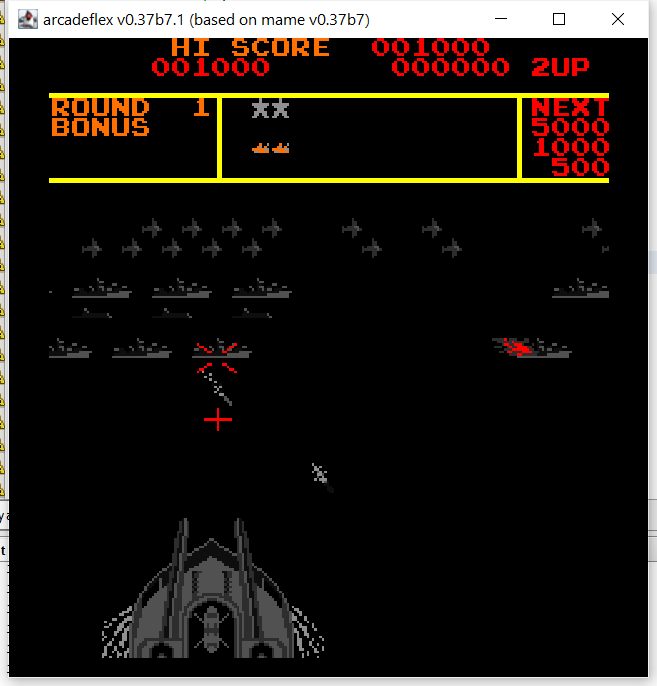 arcadeflex v0.37b7.1 (based on mame v0.37b7)
HI SCORE 001000
001000 000000 2UP
ROUND 1
BONUS
NEXT
5000
1000
500